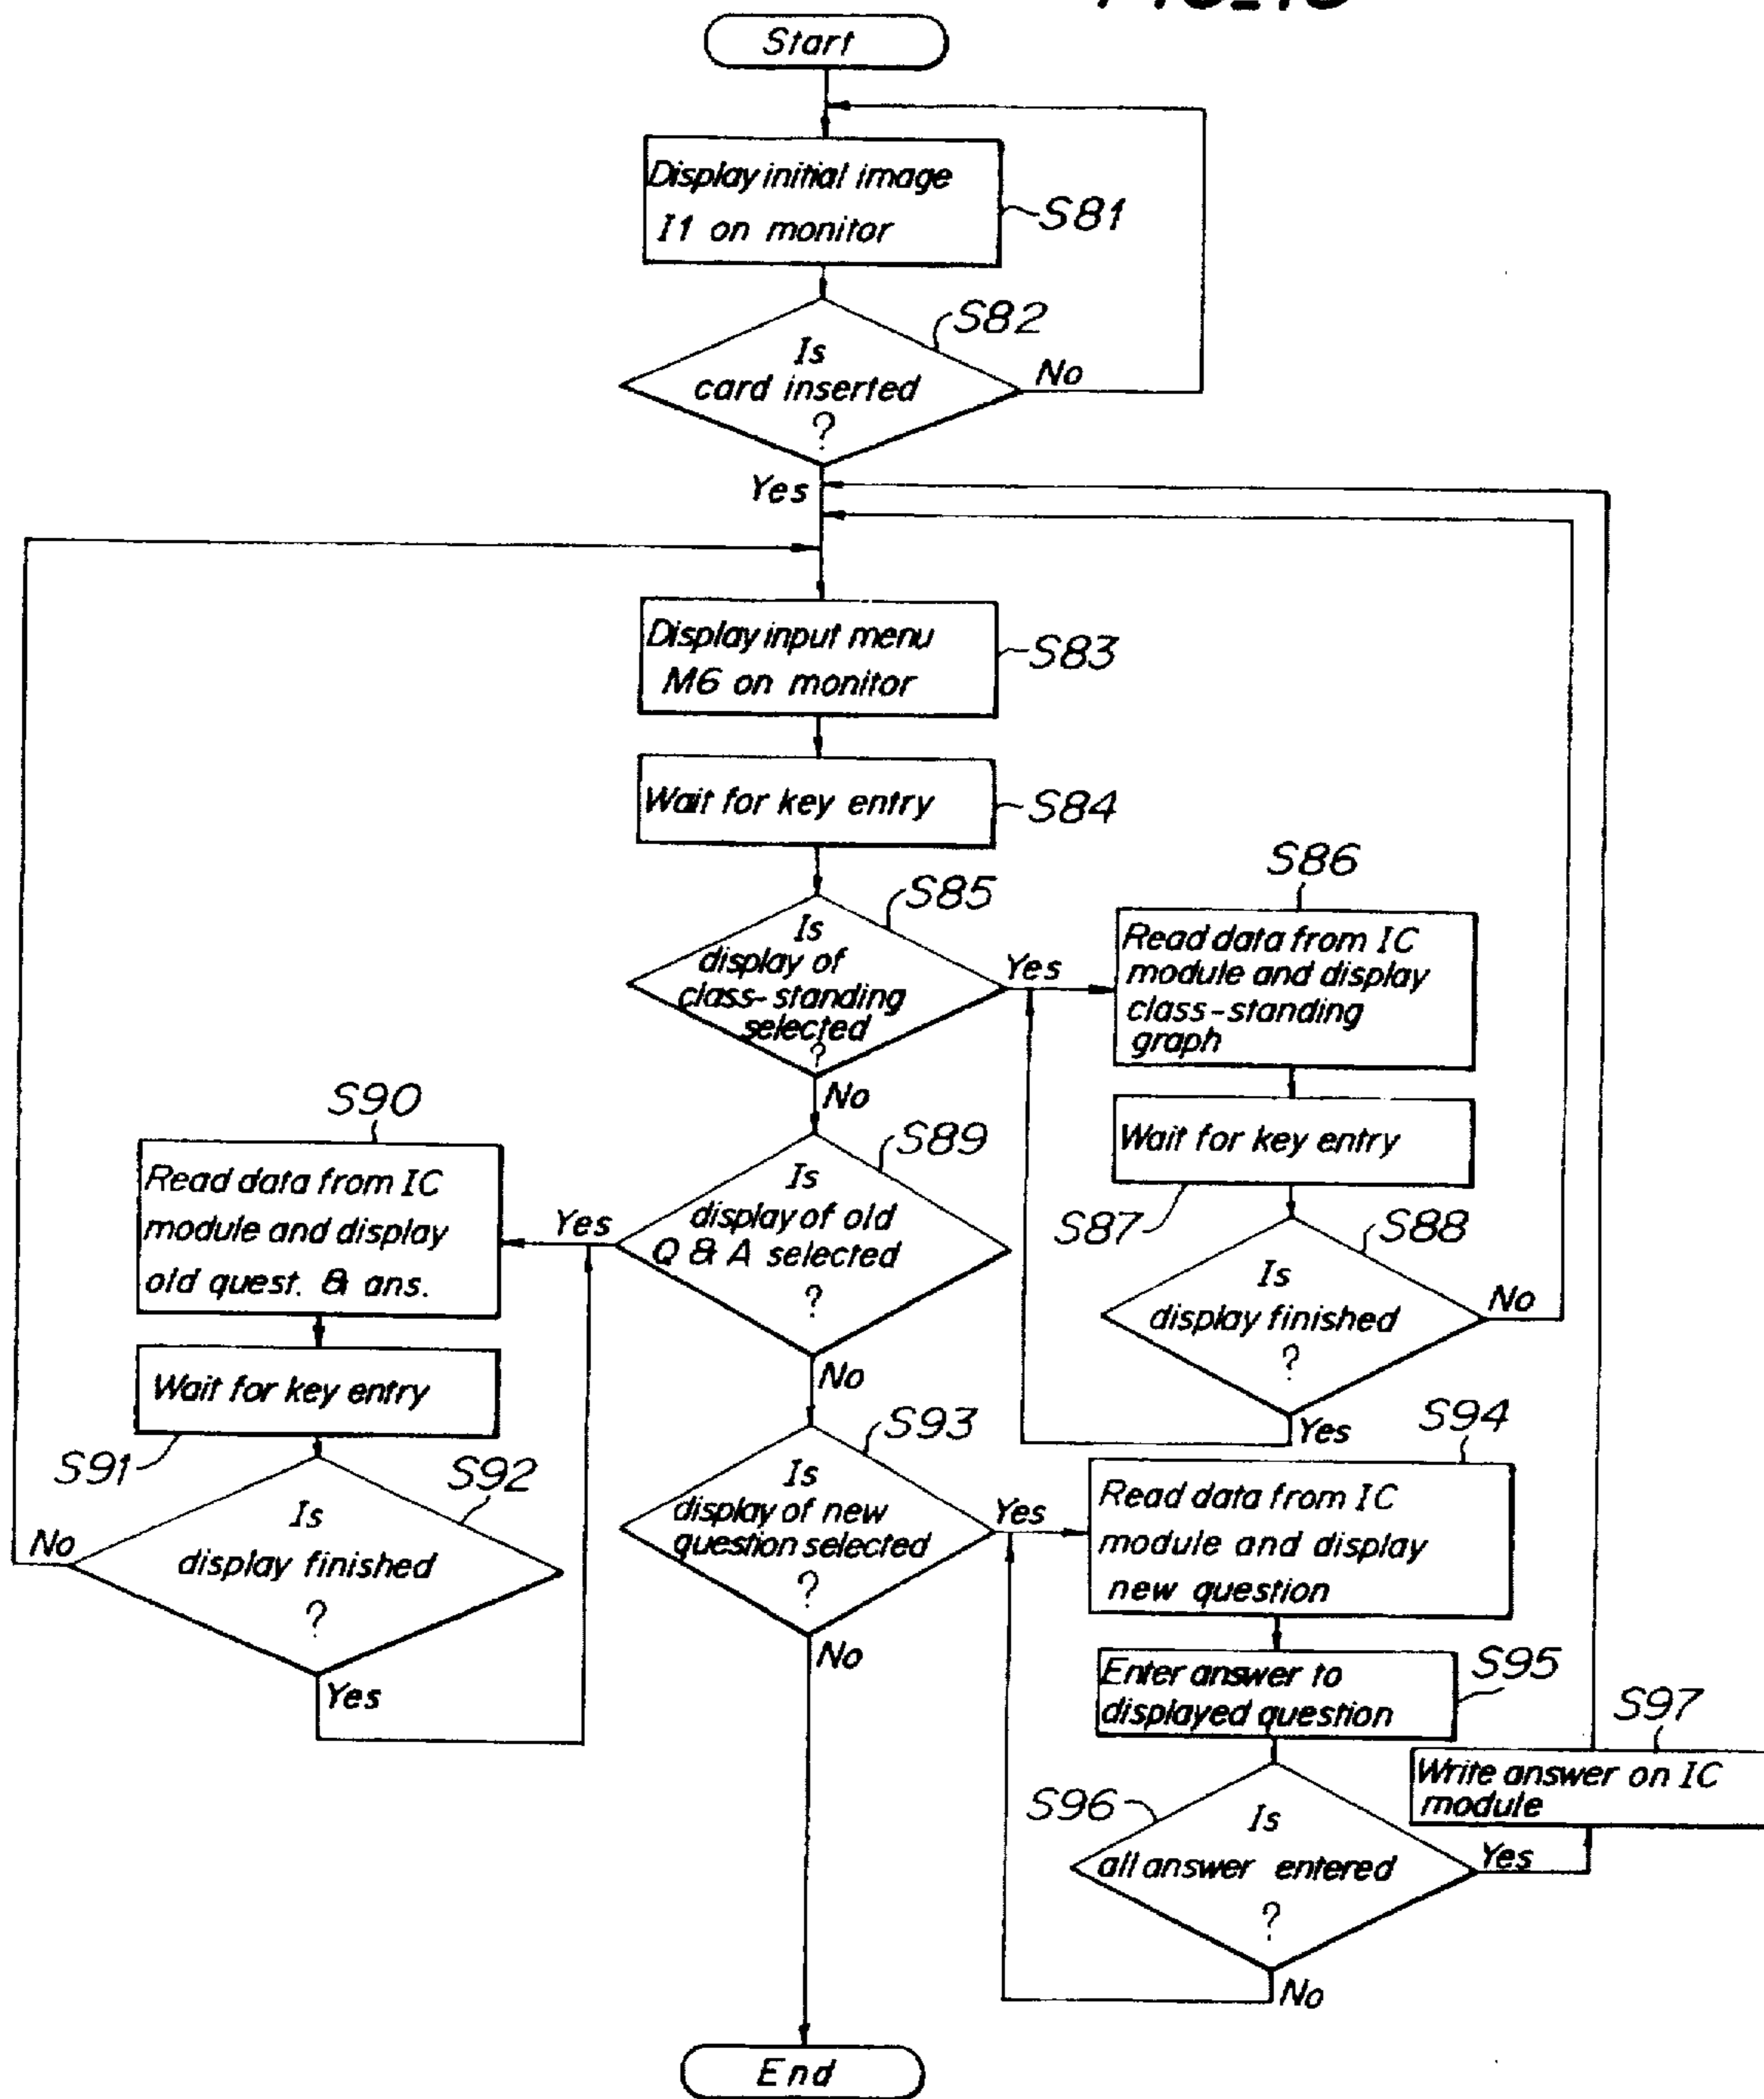 Start
Display initial image
I1 on monitor
S81
S82
Is
card inserted
?
No
Yes
Display input menu
M6 on monitor
S83
Wait for key entry
S84
S85
Is
display of
class-standing
selected
?
Yes
No
S86
Read data from IC
module and display
class-standing
graph
Wait for key entry
S87
S88
Is
display finished
?
No
Yes
S89
Is
display of old
Q & A selected
?
Yes
No
S90
Read data from IC
module and display
old quest. & ans.
Wait for key entry
S91
S92
Is
display finished
?
No
Yes
S93
Is
display of new
question selected
?
Yes
No
S94
Read data from IC
module and display
new question
Enter answer to
displayed question
S95
S96
Is
all answer entered
?
Yes
No
S97
Write answer on IC
module
End